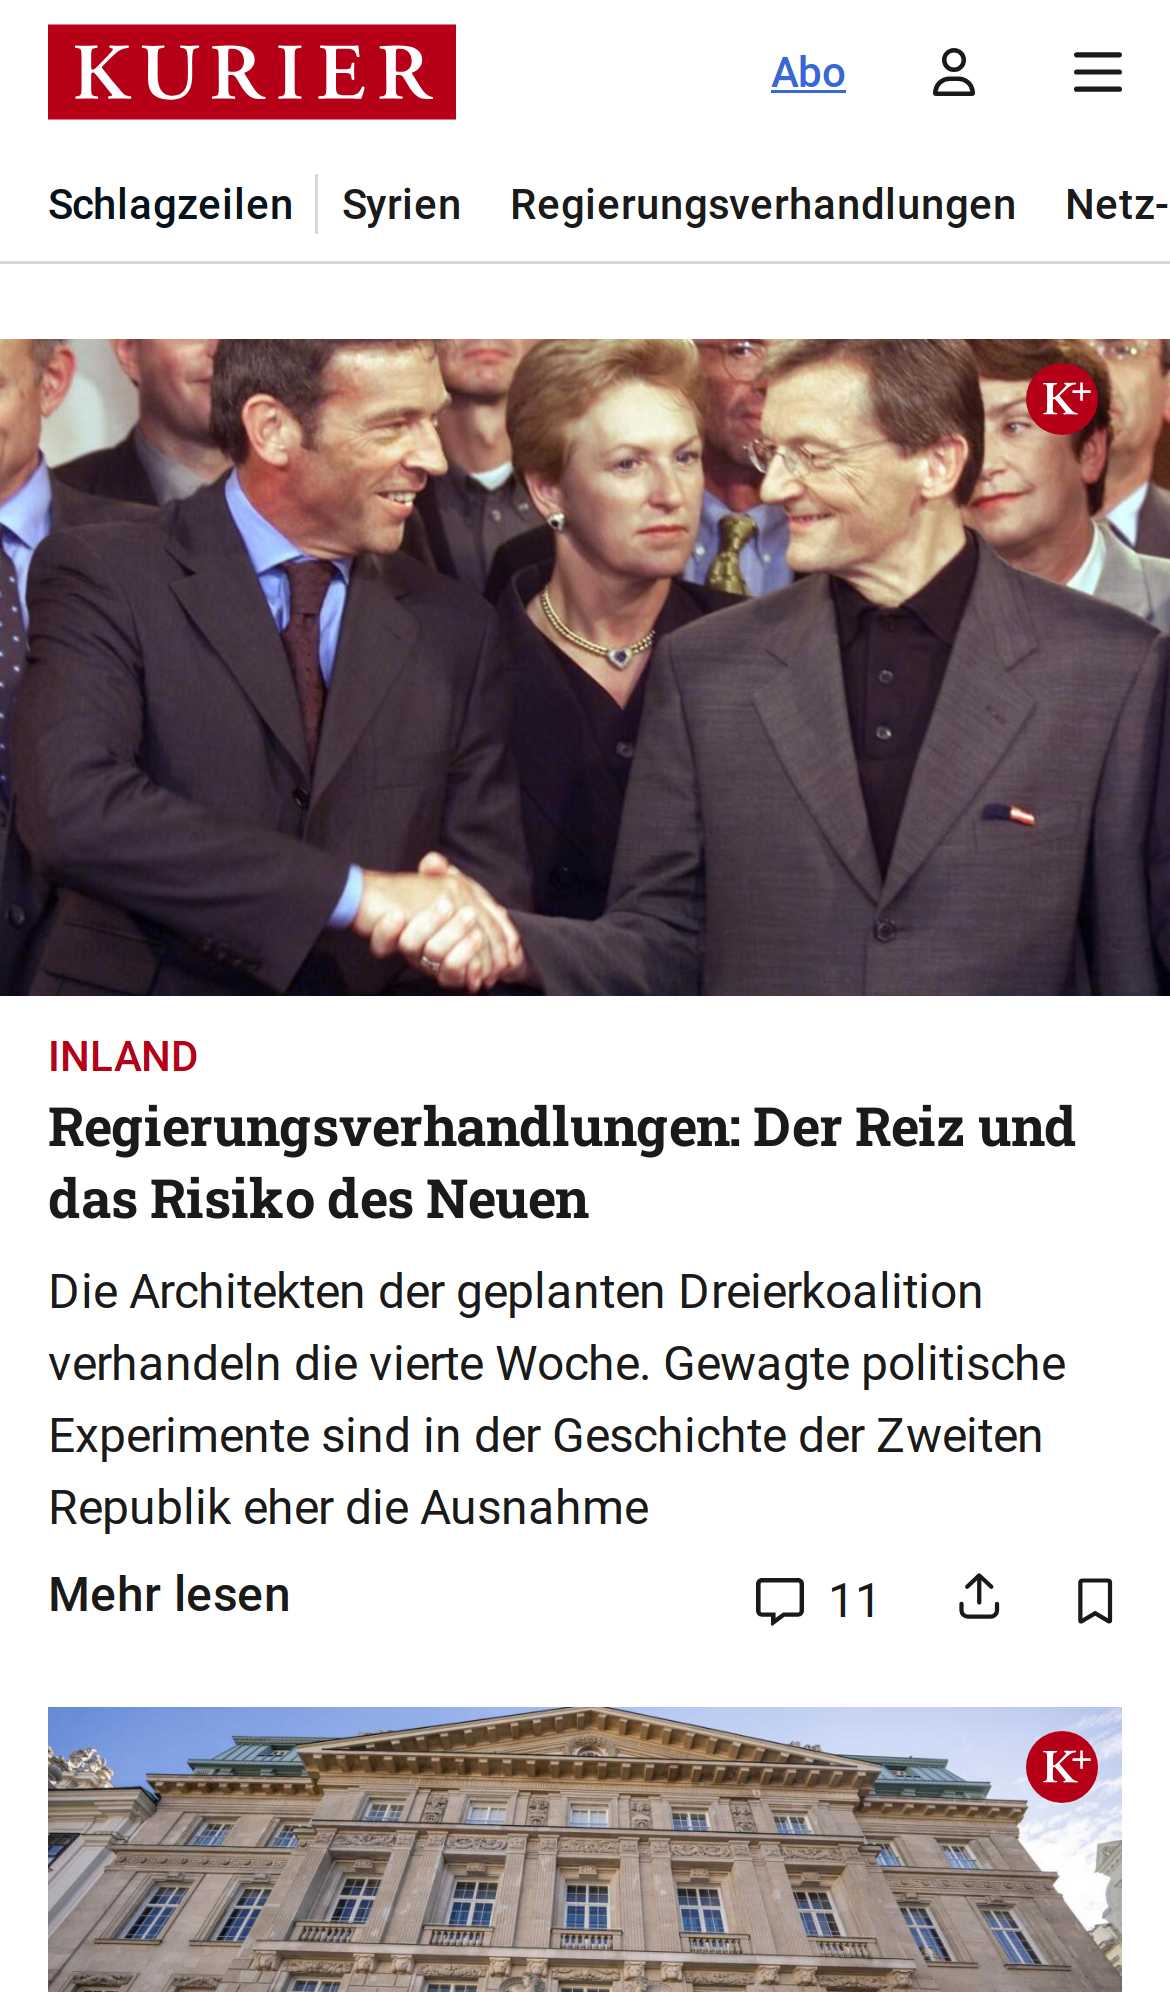 KURIER
Abo
Schlagzeilen
Syrien
Regierungsverhandlungen
Netz-
K+
INLAND
Regierungsverhandlungen: Der Reiz und
das Risiko des Neuen
Die Architekten der geplanten Dreierkoalition
verhandeln die vierte Woche. Gewagte politische
Experimente sind in der Geschichte der Zweiten
Republik eher die Ausnahme
Mehr lesen
11
K+